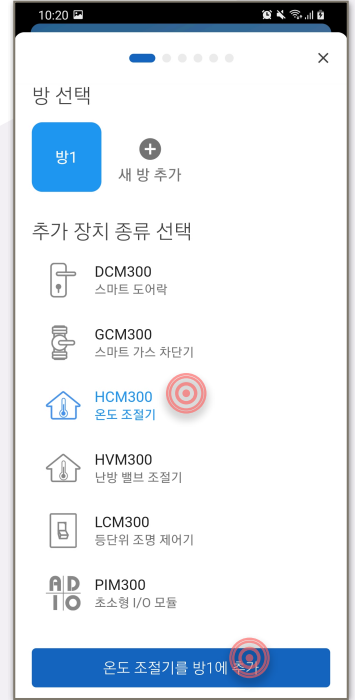 10:20
방 선택
방1
새 방 추가
추가 장치 종류 선택
DCM300
스마트 도어락
GCM300
스마트 가스 차단기
HCM300
온도 조절기
HVM300
난방 밸브 조절기
LCM300
등단위 조명 제어기
AD
IO
PIM300
초소형 I/O 모듈
온도 조절기를 방1에 추가